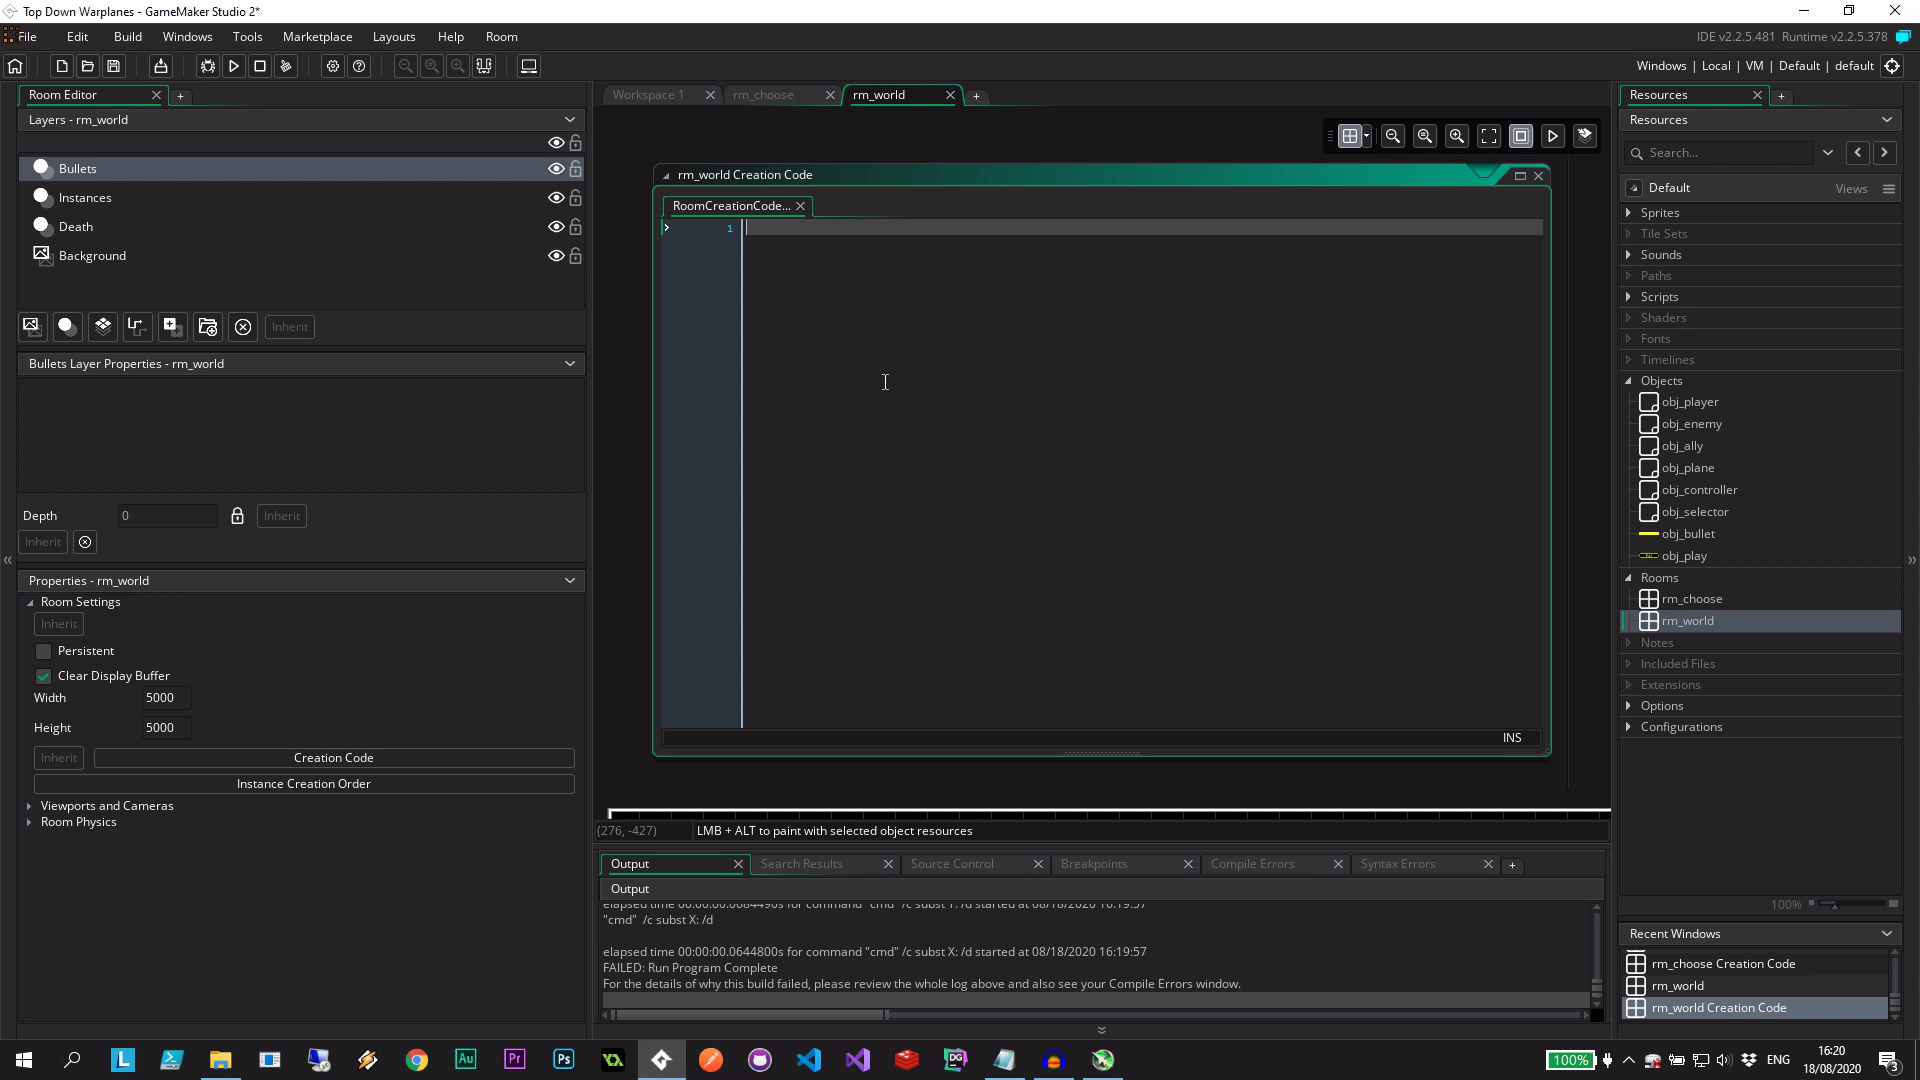 Top Down Warplanes - GameMaker Studio 2*
File Edit Build Windows Tools Marketplace Layouts Help Room
IDE v2.2.5.481 Runtime v2.2.5.378
Windows | Local | VM | Default | default
Room Editor
Layers - rm_world
Bullets
Instances
Death
Background
Inherit
Bullets Layer Properties - rm_world
Depth 0 Inherit
Inherit
Properties - rm_world
Room Settings
Inherit
Persistent
Clear Display Buffer
Width 5000
Height 5000
Inherit Creation Code
Instance Creation Order
Viewports and Cameras
Room Physics
Workspace 1 rm_choose rm_world
rm_world Creation Code
RoomCreationCode...
1
INS
(276, -427) LMB + ALT to paint with selected object resources
Output Search Results Source Control Breakpoints Compile Errors Syntax Errors
Output
"cmd" /c subst X: /d
elapsed time 00:00:00.0644800s for command "cmd" /c subst X: /d started at 08/18/2020 16:19:57
FAILED: Run Program Complete
For the details of why this build failed, please review the whole log above and also see your Compile Errors window.
Resources
Resources
Search...
Default Views
Sprites
Tile Sets
Sounds
Paths
Scripts
Shaders
Fonts
Timelines
Objects
obj_player
obj_enemy
obj_ally
obj_plane
obj_controller
obj_selector
obj_bullet
obj_play
Rooms
rm_choose
rm_world
Notes
Included Files
Extensions
Options
Configurations
100%
Recent Windows
rm_choose Creation Code
rm_world
rm_world Creation Code
L Au Pr Ps DG
100% ENG
16:20
18/08/2020
3